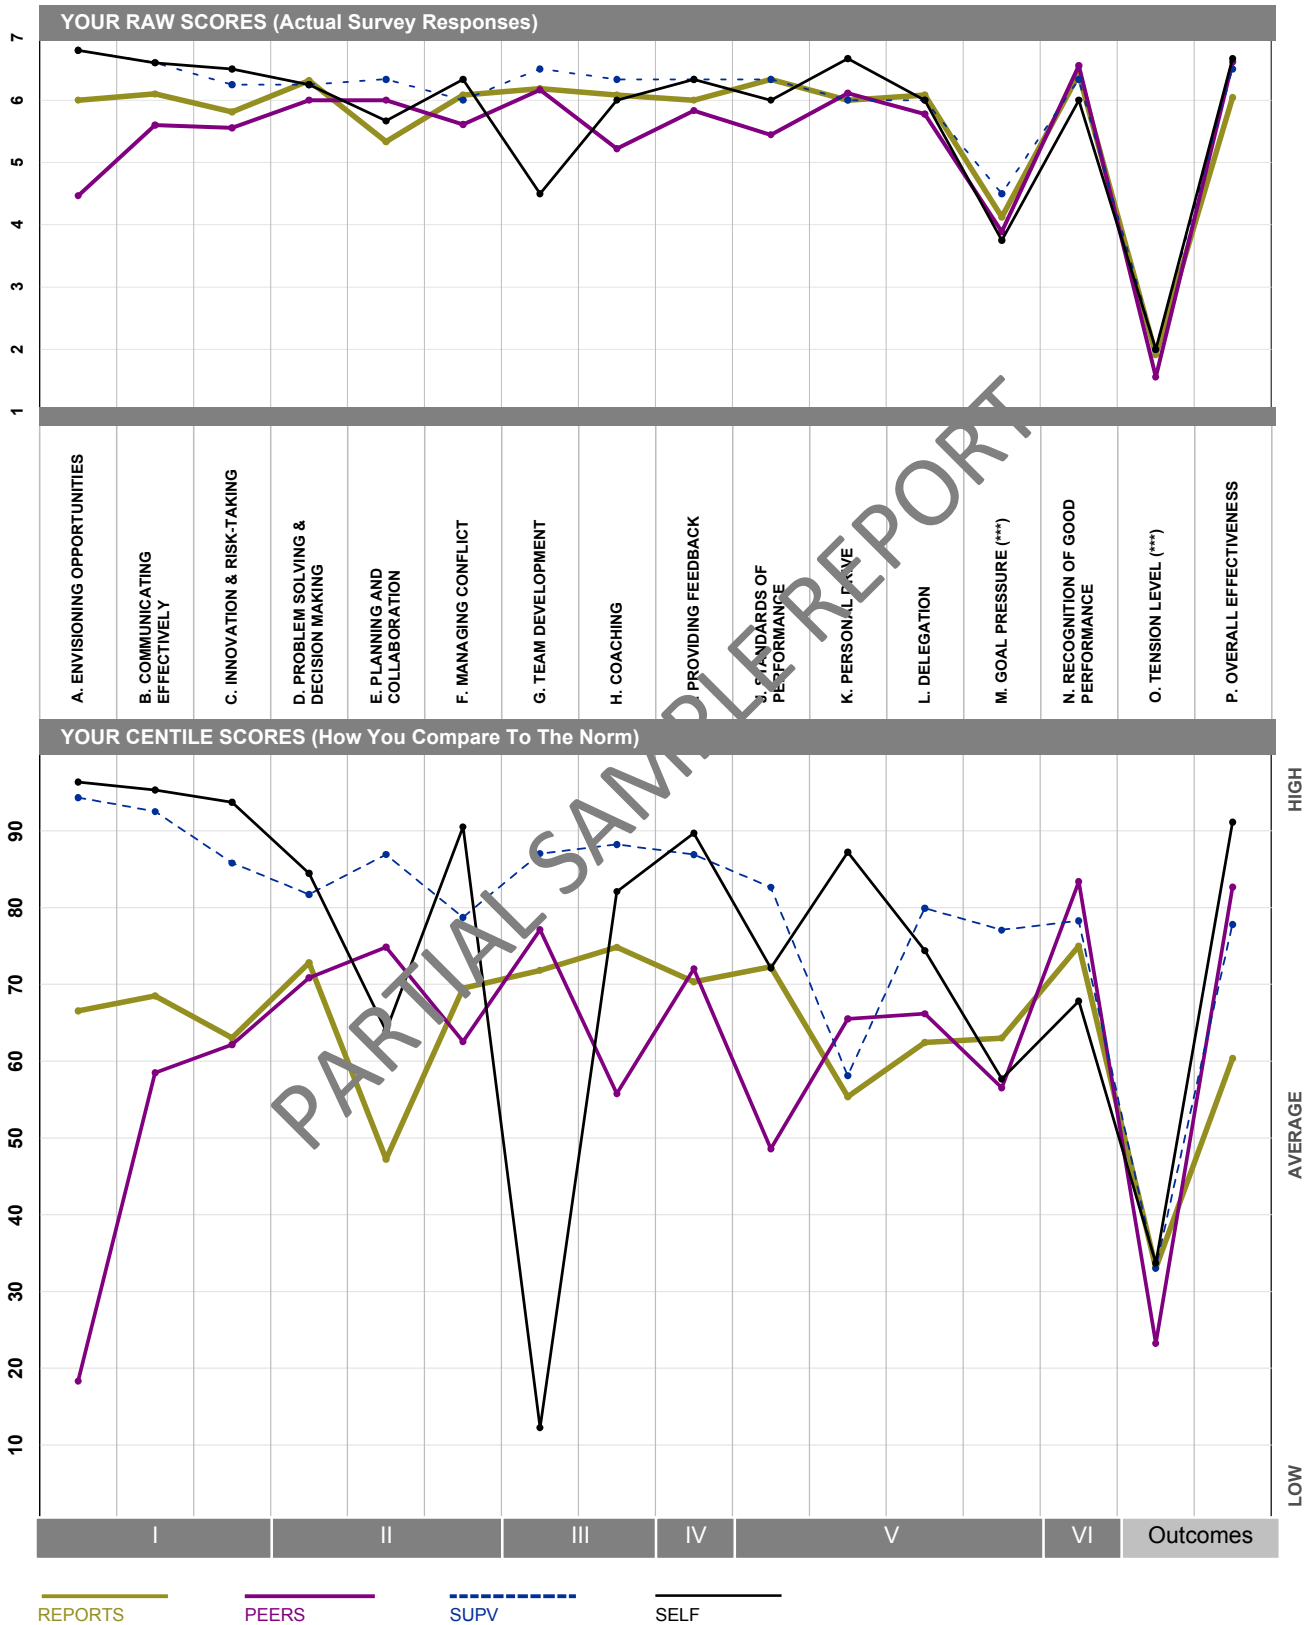 YOUR RAW SCORES (Actual Survey Responses)
7
6
5
4
3
2
1
A. ENVISIONING OPPORTUNITIES
B. COMMUNICATING
EFFECTIVELY
C. INNOVATION & RISK-TAKING
D. PROBLEM SOLVING &
DECISION MAKING
E. PLANNING AND
COLLABORATION
F. MANAGING CONFLICT
G. TEAM DEVELOPMENT
H. COACHING
PROVIDING FEEDBACK
J. STANDARDS OF
PERFORMANCE
K. PERSONAL DRIVE
L. DELEGATION
M. GOAL PRESSURE (***)
N. RECOGNITION OF GOOD
PERFORMANCE
O. TENSION LEVEL (***)
P. OVERALL EFFECTIVENESS
PARTIAL SAMPLE REPORT
YOUR CENTILE SCORES (How You Compare To The Norm)
90
80
70
60
50
40
30
20
10
HIGH
AVERAGE
LOW
I
II
III
IV
V
VI
Outcomes
REPORTS
PEERS
SUPV
SELF